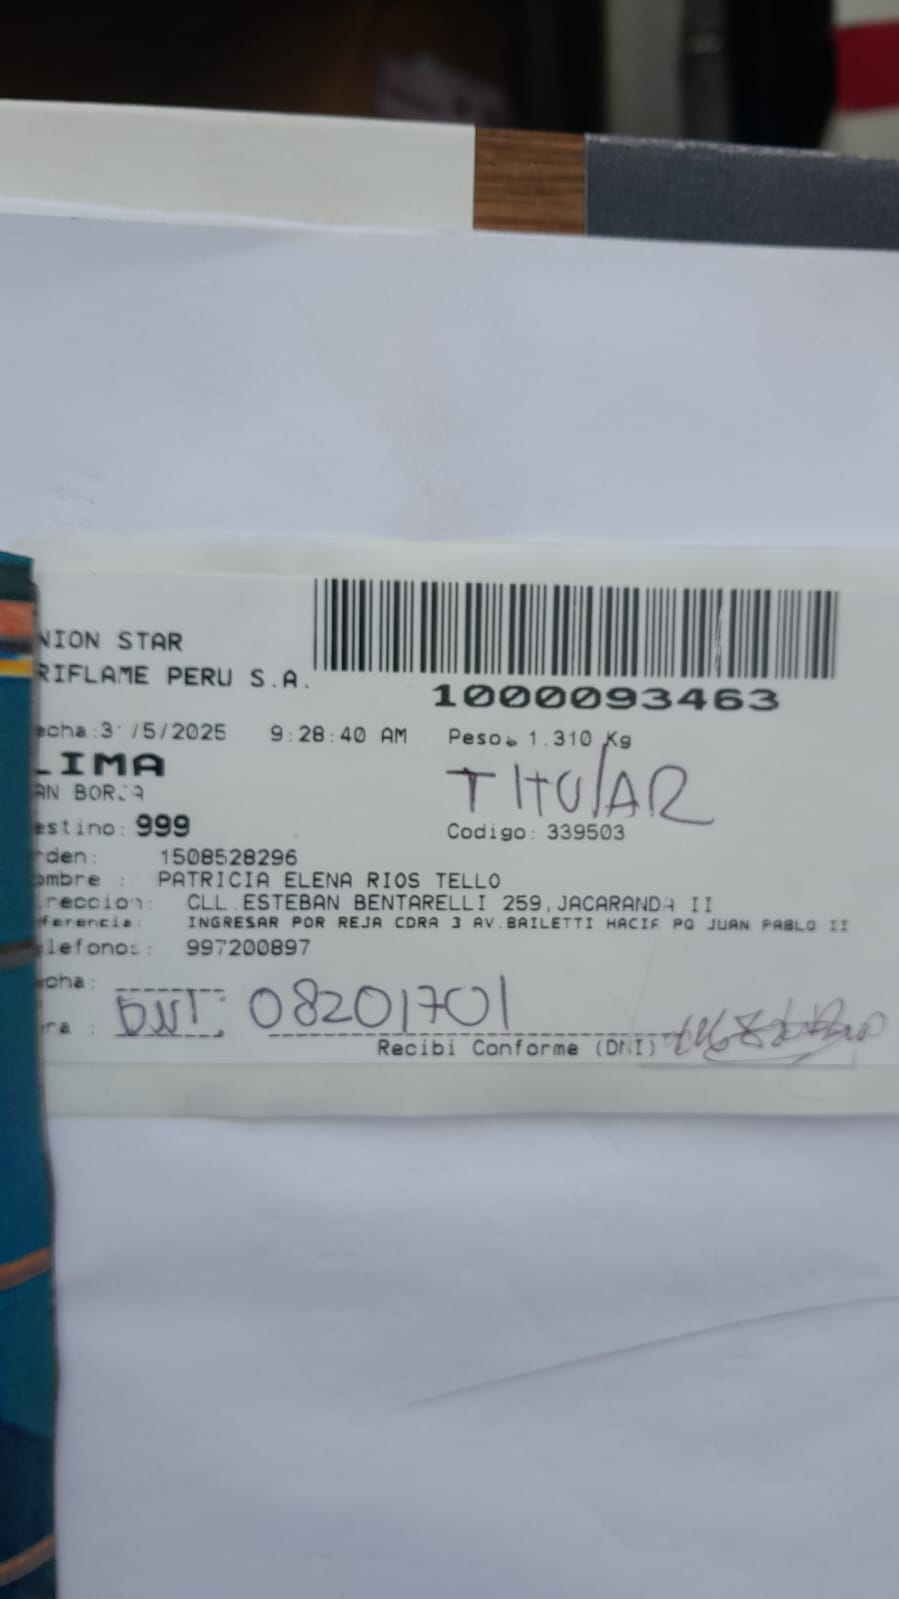 NION STAR
RIFLAME PERU S.A.
1000093463
echa:3 /5/2025 9:28:40 AM Peso: 1.310 Kg
LIMA
TITULAR
AN BORJA
estino: 999
Codigo: 339503
rden: 1508528296
ombre : PATRICIA ELENA RIOS TELLO
reccion: CLL.ESTEBAN BENTARELLI 259,JACARANDA II
ferencia: INGRESAR POR REJA CDRA 3 AV.BAILETTI HACIA PQ JUAN PABLO II
lefonos: 997200897
cha:
ra : DNI: 08201701
Recibi Conforme (DNI)